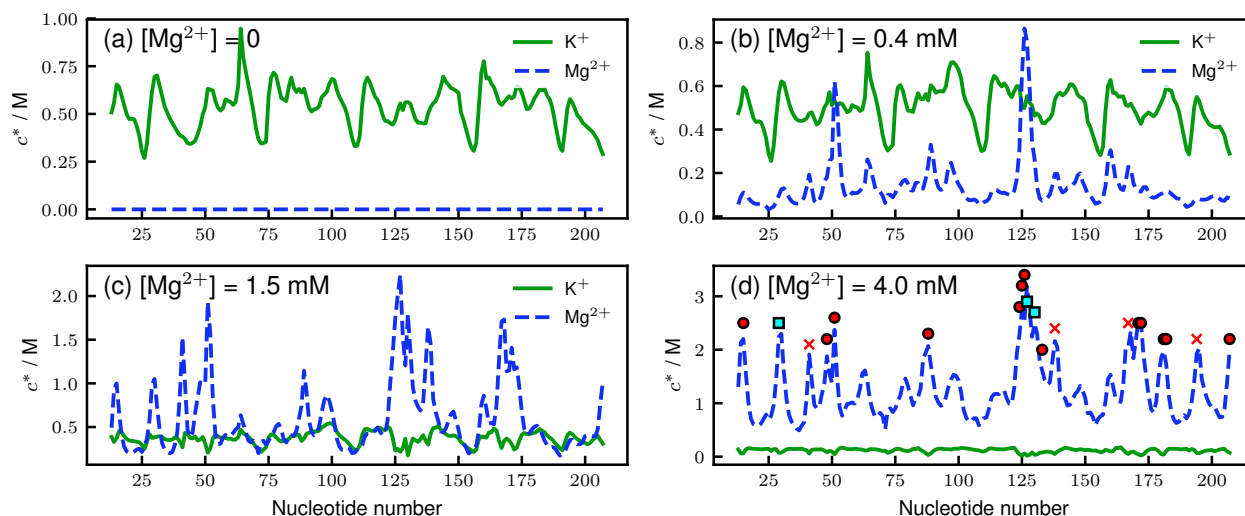 (a) [Mg²⁺] = 0
K⁺
Mg²⁺
c* / M
1.00
0.75
0.50
0.25
0.00
25 50 75 100 125 150 175 200
Nucleotide number
(b) [Mg²⁺] = 0.4 mM
K⁺
Mg²⁺
c* / M
0.8
0.6
0.4
0.2
0.0
25 50 75 100 125 150 175 200
Nucleotide number
(c) [Mg²⁺] = 1.5 mM
K⁺
Mg²⁺
c* / M
2.0
1.5
1.0
0.5
25 50 75 100 125 150 175 200
Nucleotide number
(d) [Mg²⁺] = 4.0 mM
c* / M
3
2
1
0
25 50 75 100 125 150 175 200
Nucleotide number